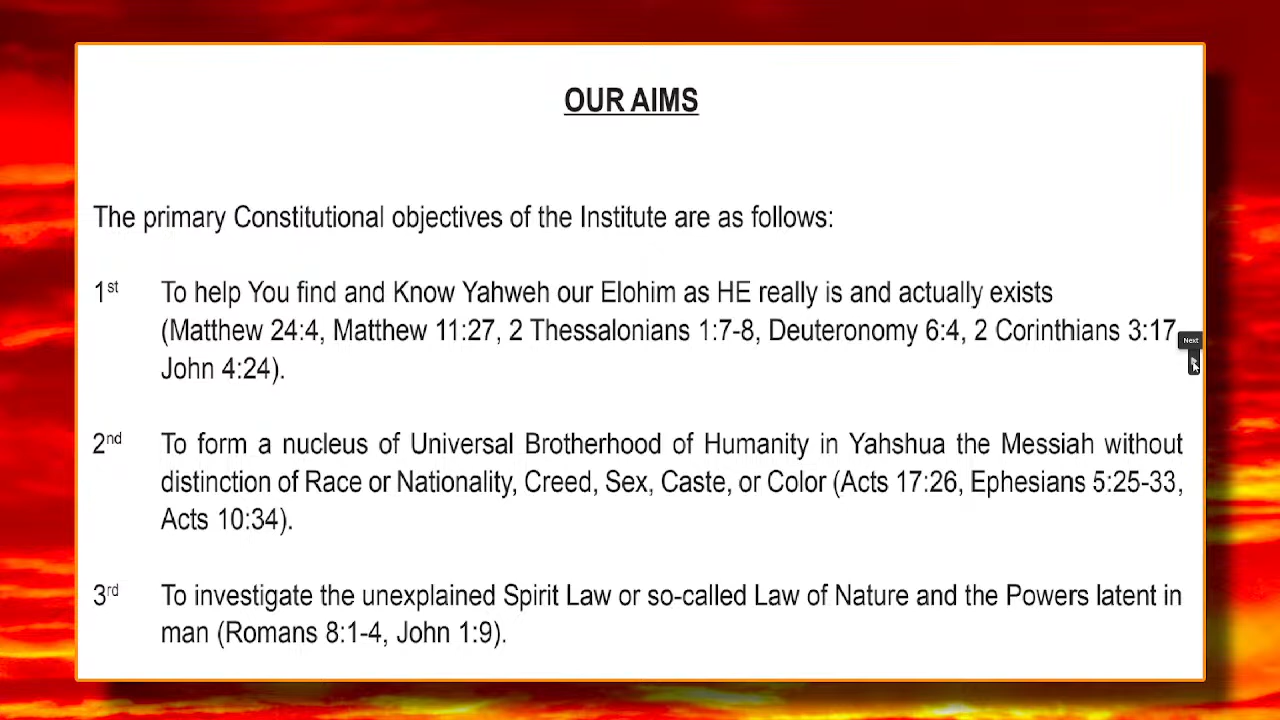 OUR AIMS
The primary Constitutional objectives of the Institute are as follows:
1st To help You find and Know Yahweh our Elohim as HE really is and actually exists
(Matthew 24:4, Matthew 11:27, 2 Thessalonians 1:7-8, Deuteronomy 6:4, 2 Corinthians 3:17
Next
John 4:24).
2nd To form a nucleus of Universal Brotherhood of Humanity in Yahshua the Messiah without
distinction of Race or Nationality, Creed, Sex, Caste, or Color (Acts 17:26, Ephesians 5:25-33,
Acts 10:34).
3rd To investigate the unexplained Spirit Law or so-called Law of Nature and the Powers latent in
man (Romans 8:1-4, John 1:9).